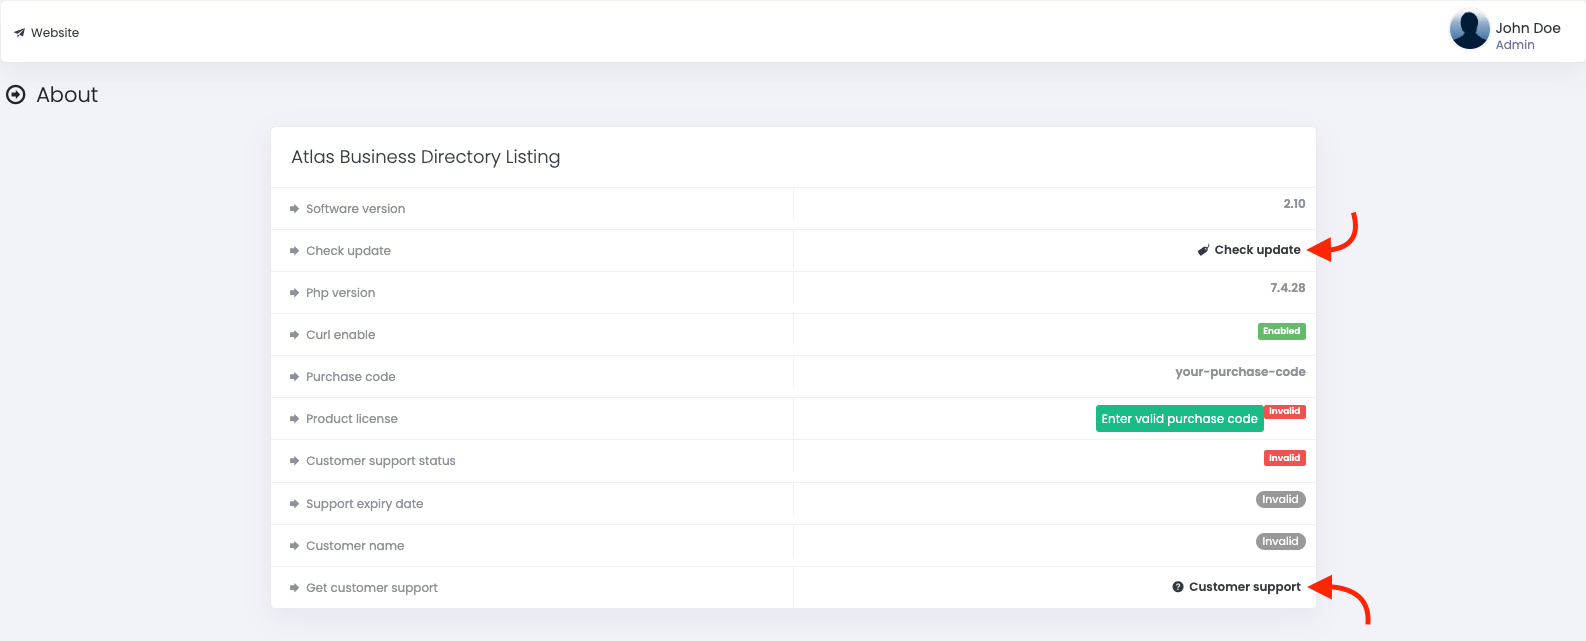 Website
John Doe
Admin
About
Atlas Business Directory Listing
Software version 2.10
Check update Check update
Php version 7.4.28
Curl enable Enabled
Purchase code your-purchase-code
Product license Enter valid purchase code Invalid
Customer support status Invalid
Support expiry date Invalid
Customer name Invalid
Get customer support Customer support